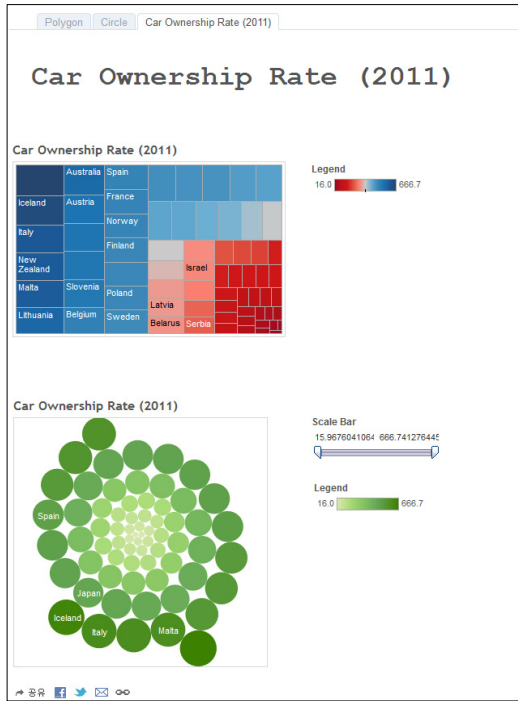 Polygon Circle Car Ownership Rate (2011)
Car Ownership Rate (2011)
Car Ownership Rate (2011)
Legend
16.0 666.7
Australia Spain
Iceland Austria France
Italy Norway
New Zealand Finland Israel
Malta Slovenia Poland Latvia
Lithuania Belgium Sweden Belarus Serbia
Car Ownership Rate (2011)
Scale Bar
15.9676041064 666.741276445
Legend
16.0 666.7
Spain
Japan
Iceland
Italy Malta
공유